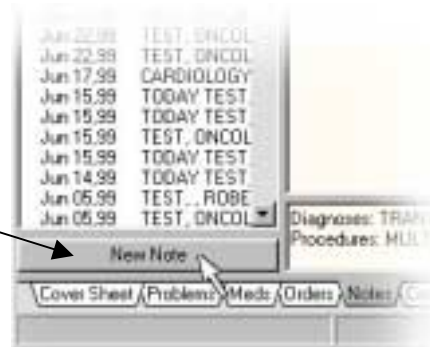 Jun 22,99 TEST, ONCOL
Jun 22,99 TEST, ONCOL
Jun 17,99 CARDIOLOGY
Jun 15,99 TODAY TEST,
Jun 15,99 TODAY TEST,
Jun 15,99 TEST, ONCOL
Jun 15,99 TODAY TEST
Jun 14,99 TODAY TEST
Jun 05,99 TEST, , ROBE
Jun 05,99 TEST, ONCOL
Diagnoses: TRAN
Procedures: MULT
New Note
Cover Sheet Problems Meds Orders Notes